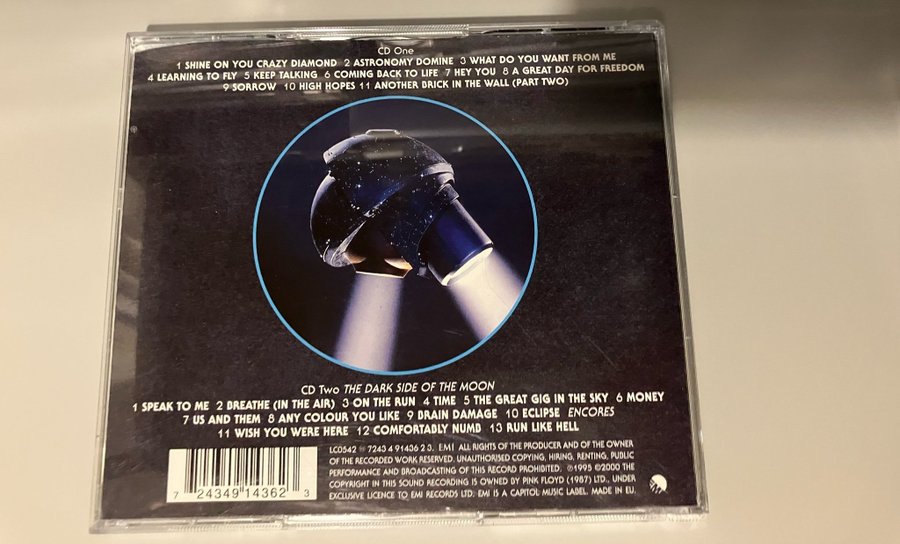 CD One
1 SHINE ON YOU CRAZY DIAMOND 2 ASTRONOMY DOMINE 3 WHAT DO YOU WANT FROM ME
4 LEARNING TO FLY 5 KEEP TALKING 6 COMING BACK TO LIFE 7 HEY YOU 8 A GREAT DAY FOR FREEDOM
9 SORROW 10 HIGH HOPES 11 ANOTHER BRICK IN THE WALL (PART TWO)
CD Two THE DARK SIDE OF THE MOON
1 SPEAK TO ME 2 BREATHE (IN THE AIR) 3 ON THE RUN 4 TIME 5 THE GREAT GIG IN THE SKY 6 MONEY
7 US AND THEM 8 ANY COLOUR YOU LIKE 9 BRAIN DAMAGE 10 ECLIPSE ENCORES
11 WISH YOU WERE HERE 12 COMFORTABLY NUMB 13 RUN LIKE HELL
LC0542 7243 4 91436 2 3. EMI ALL RIGHTS OF THE PRODUCER AND OF THE OWNER
OF THE RECORDED WORK RESERVED. UNAUTHORISED COPYING, HIRING, RENTING, PUBLIC
PERFORMANCE AND BROADCASTING OF THIS RECORD PROHIBITED. ℗1995 ©2000 THE
COPYRIGHT IN THIS SOUND RECORDING IS OWNED BY PINK FLOYD (1987) LTD., UNDER
EXCLUSIVE LICENCE TO EMI RECORDS LTD. EMI IS A CAPITOL MUSIC LABEL. MADE IN EU.
7 24349 14362 3